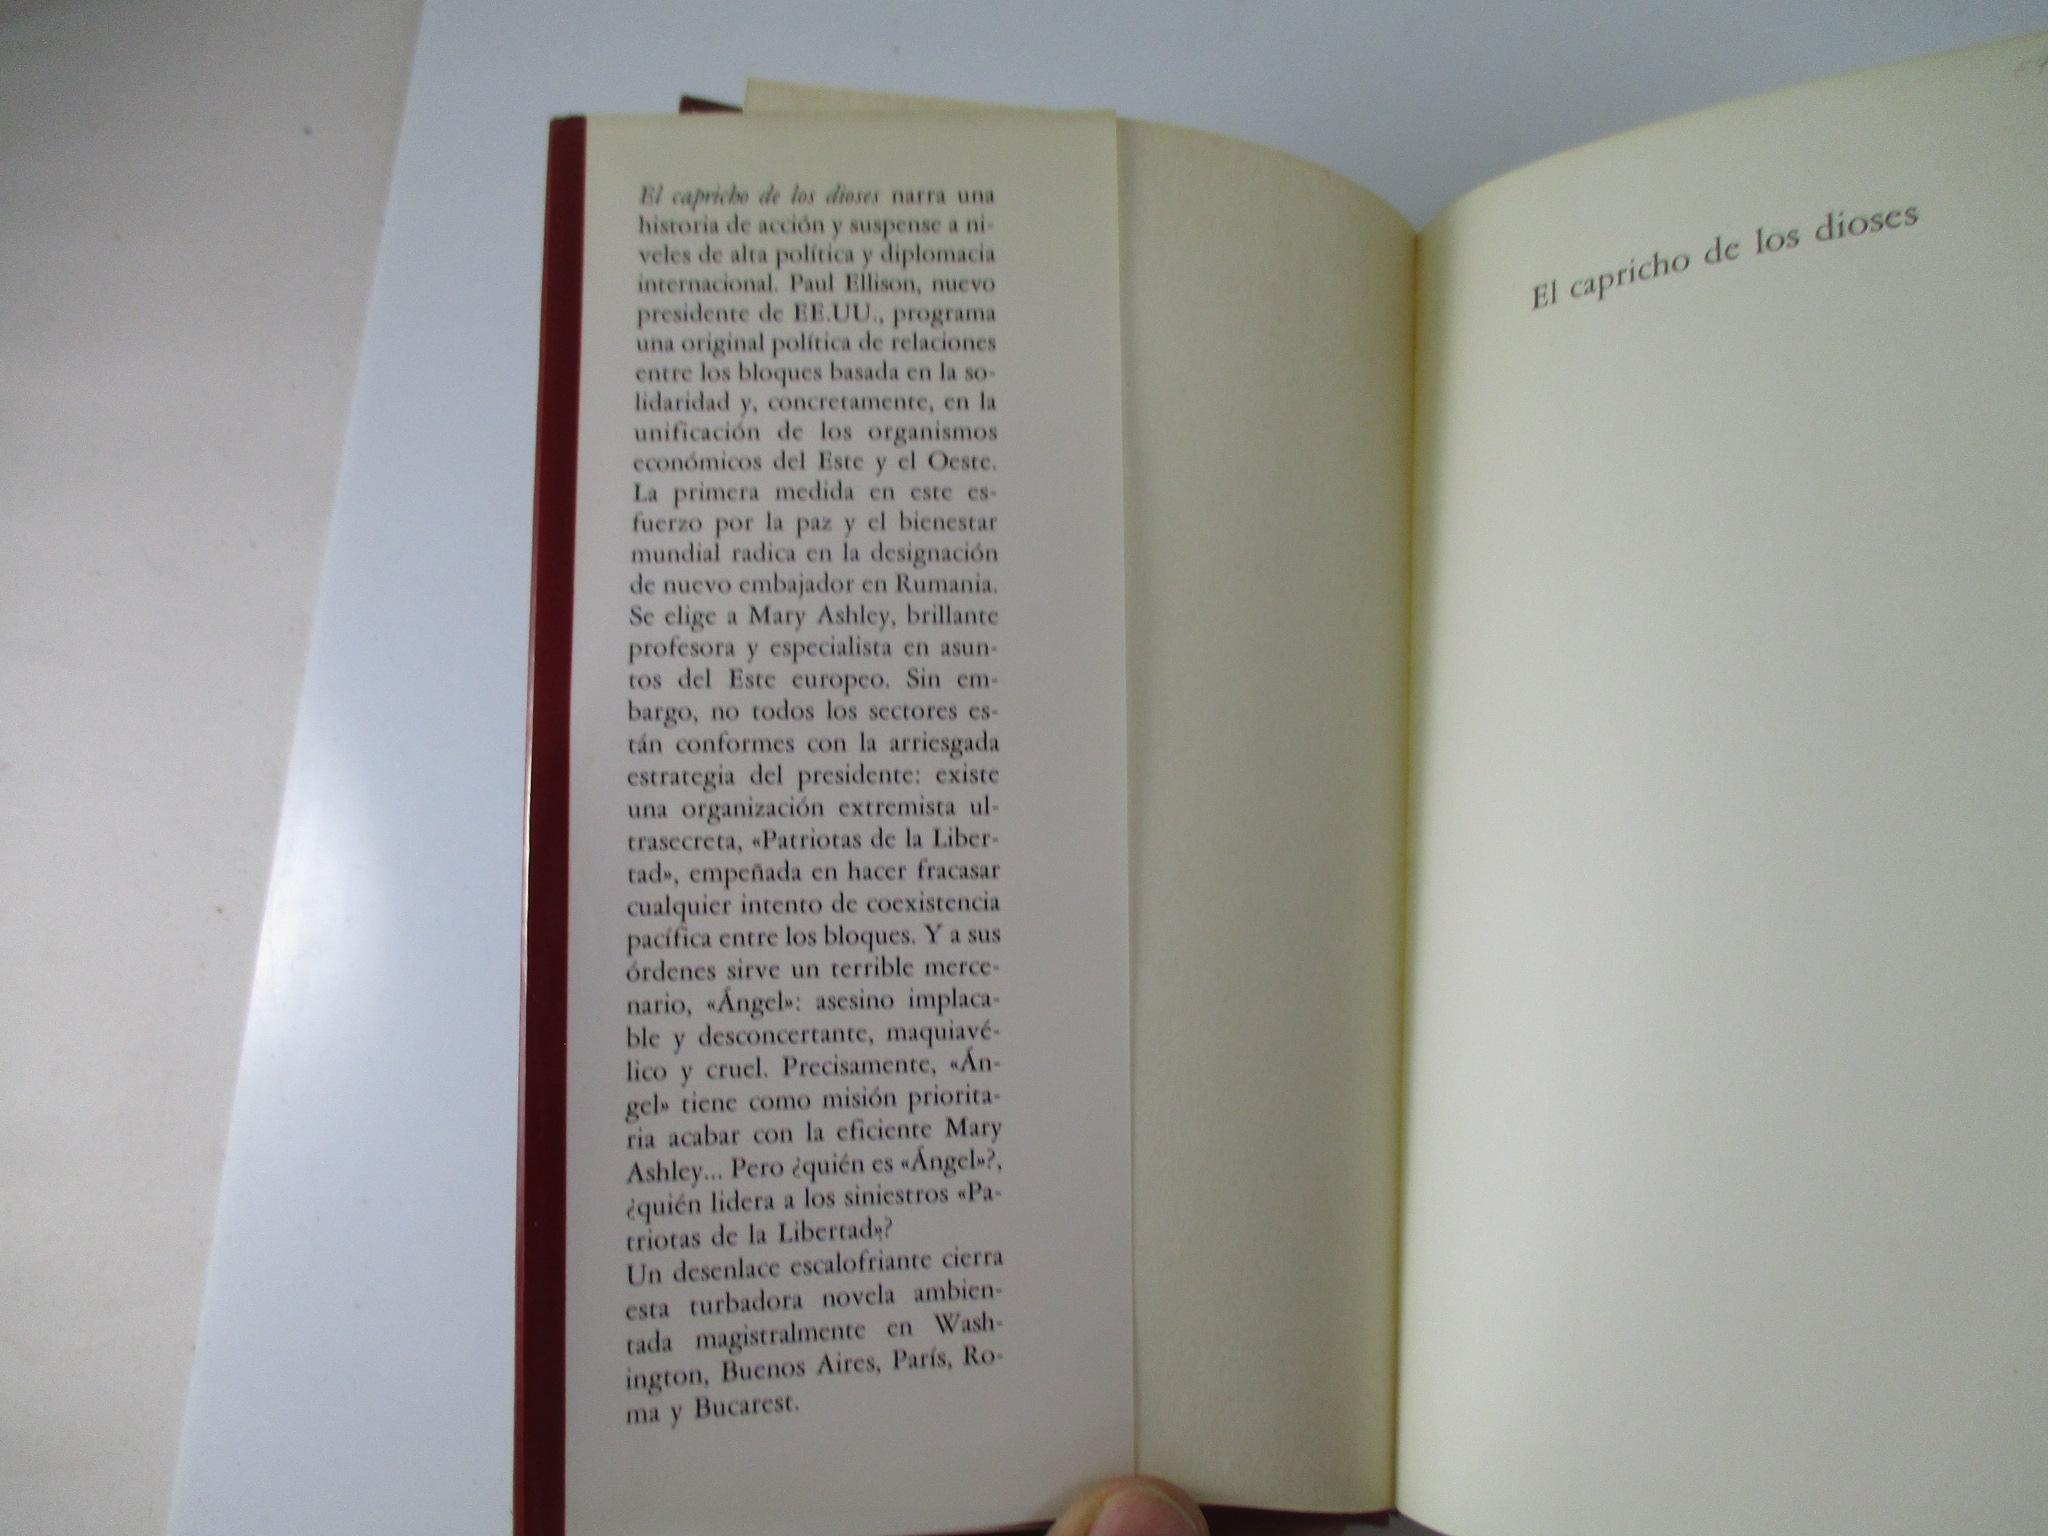 El capricho de los dioses narra una
historia de acción y suspense a ni-
veles de alta política y diplomacia
internacional. Paul Ellison, nuevo
presidente de EE.UU., programa
una original política de relaciones
entre los bloques basada en la so-
lidaridad y, concretamente, en la
unificación de los organismos
económicos del Este y el Oeste.
La primera medida en este es-
fuerzo por la paz y el bienestar
mundial radica en la designación
de nuevo embajador en Rumania.
Se elige a Mary Ashley, brillante
profesora y especialista en asun-
tos del Este europeo. Sin em-
bargo, no todos los sectores es-
tán conformes con la arriesgada
estrategia del presidente: existe
una organización extremista ul-
trasecreta, «Patriotas de la Liber-
tad», empeñada en hacer fracasar
cualquier intento de coexistencia
pacífica entre los bloques. Y a sus
órdenes sirve un terrible merce-
nario, «Ángel»: asesino implaca-
ble y desconcertante, maquiavé-
lico y cruel. Precisamente, «Án-
gel» tiene como misión priorita-
ria acabar con la eficiente Mary
Ashley... Pero ¿quién es «Ángel»?,
¿quién lidera a los siniestros «Pa-
triotas de la Libertad»?
Un desenlace escalofriante cierra
esta turbadora novela ambien-
tada magistralmente en Wash-
ington, Buenos Aires, París, Ro-
ma y Bucarest.
El capricho de los dioses